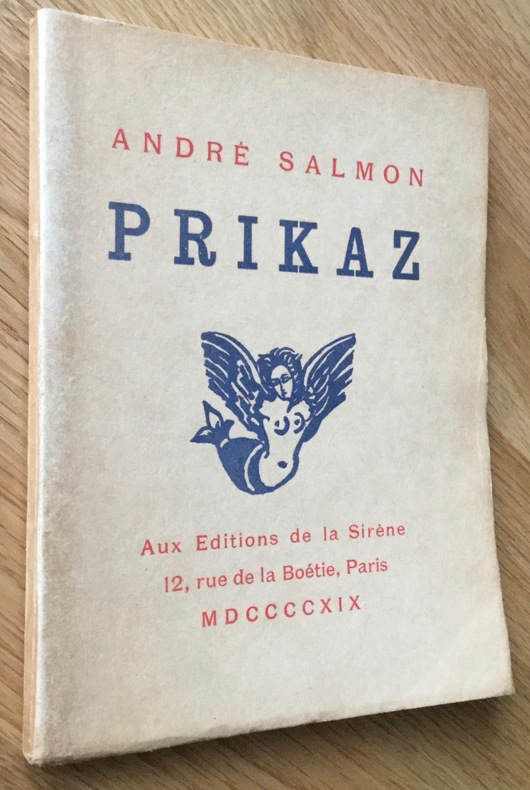 ANDRÉ SALMON
PRIKAZ
Aux Editions de la Sirène
12, rue de la Boétie, Paris
MDCCCCXIX